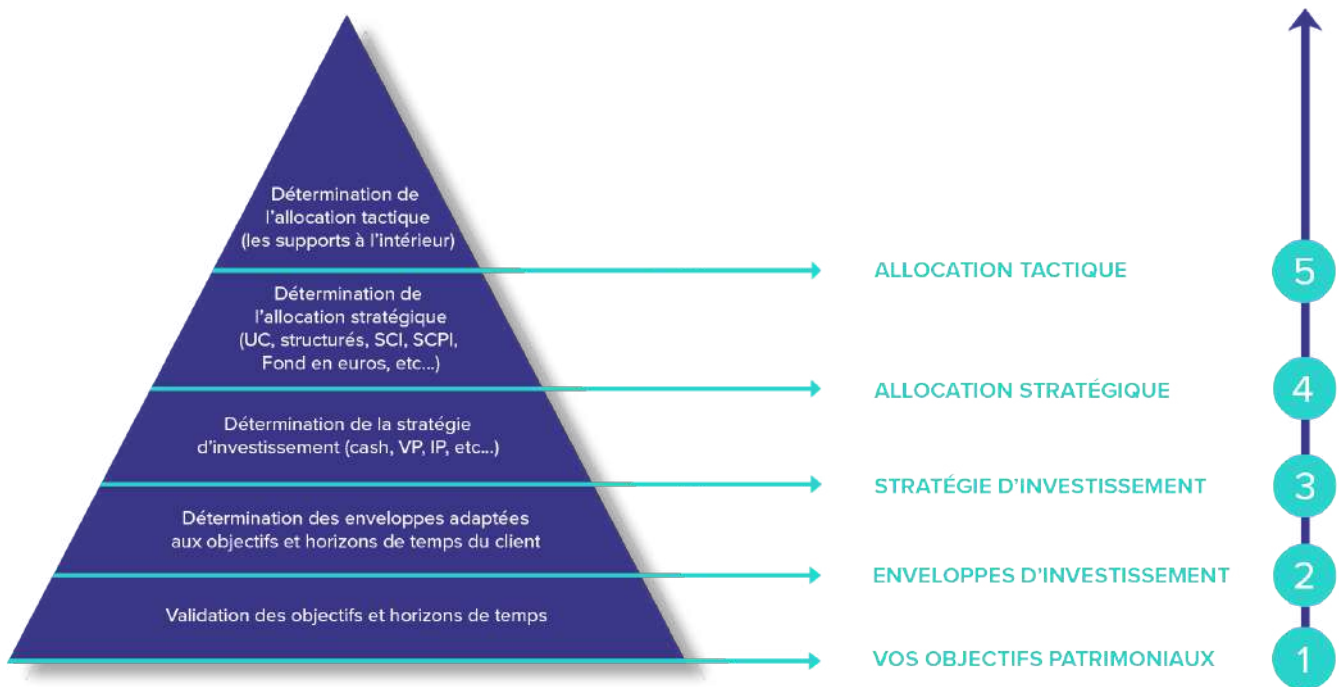 Détermination de
l'allocation tactique
(les supports à l'intérieur)
ALLOCATION TACTIQUE
5
Détermination de
l'allocation stratégique
(UC, structurés, SCI, SCPI,
Fond en euros, etc...)
ALLOCATION STRATÉGIQUE
4
Détermination de la stratégie
d'investissement (cash, VP, IP, etc...)
STRATÉGIE D'INVESTISSEMENT
3
Détermination des enveloppes adaptées
aux objectifs et horizons de temps du client
ENVELOPPES D'INVESTISSEMENT
2
Validation des objectifs et horizons de temps
VOS OBJECTIFS PATRIMONIAUX
1